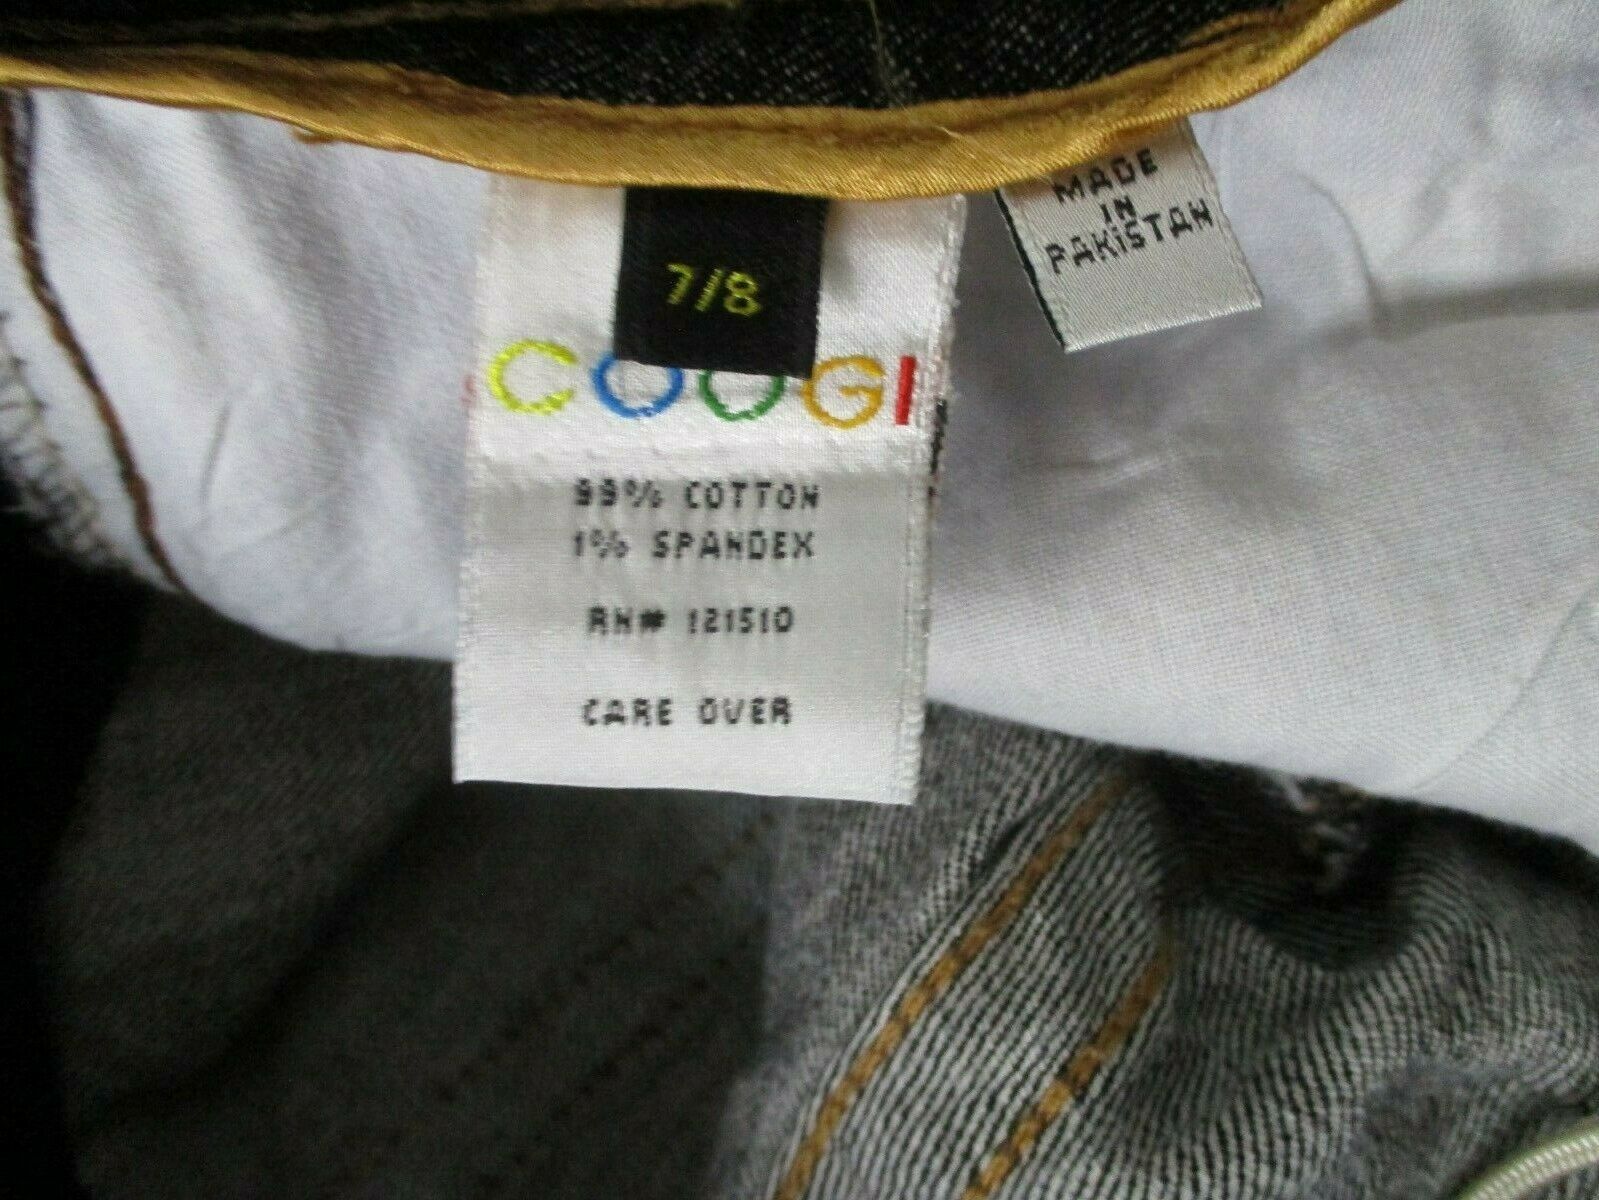 7/8
COOGI
99% COTTON
1% SPANDEX
RN# 121510
CARE OVER
MADE
IN
PAKiSTAN